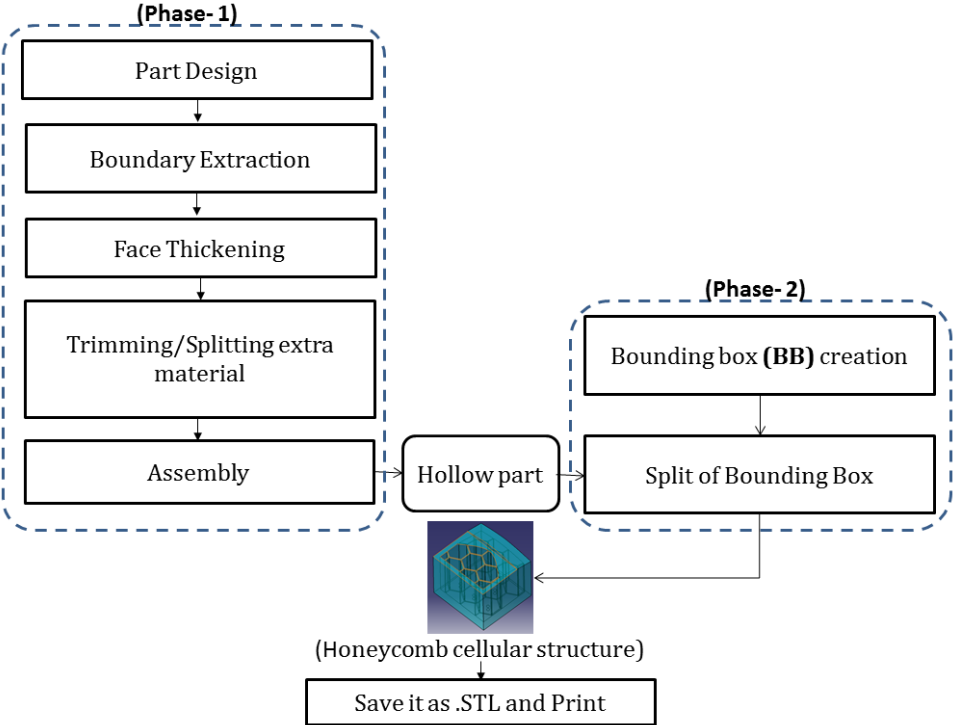 (Phase- 1)
Part Design
Boundary Extraction
Face Thickening
Trimming/Splitting extra
material
Assembly
Hollow part
(Phase- 2)
Bounding box (BB) creation
Split of Bounding Box
(Honeycomb cellular structure)
Save it as .STL and Print